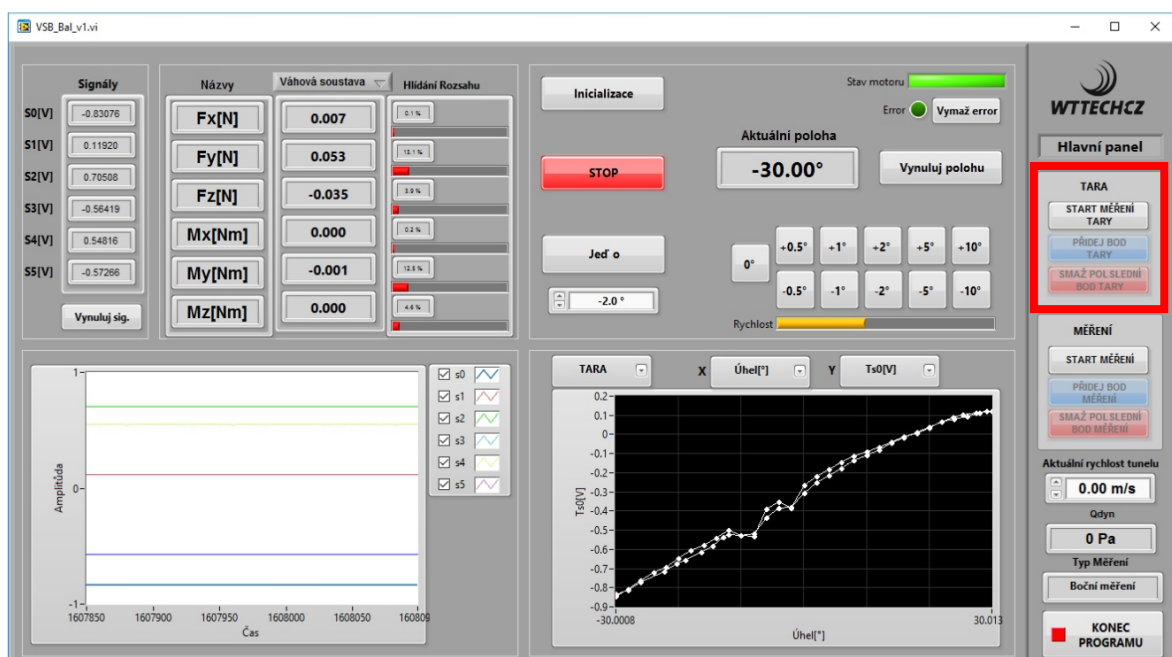 VSB_Bal_v1.vi
Signály
S0[V] -0.83076
S1[V] 0.11920
S2[V] 0.70508
S3[V] -0.56419
S4[V] 0.54816
S5[V] -0.57266
Vynuluj sig.
Názvy Váhová soustava Hlídání Rozsahu
Fx[N] 0.007 0.1 %
Fy[N] 0.053 12.1 %
Fz[N] -0.035
Mx[Nm] 0.000 0.2 %
My[Nm] -0.001 12.5 %
Mz[Nm] 0.000
Inicializace
STOP
Jeď o
-2.0 °
Stav motoru
Error Vymaž error
Aktuální poloha
-30.00° Vynuluj polohu
0°
+0.5° +1° +2° +5° +10°
-0.5° -1° -2° -5° -10°
Rychlost
WTTECHCZ
Hlavní panel
TARA
START MĚŘENÍ
TARY
PŘIDEJ BOD
TARY
SMAŽ POLSLEDNÍ
BOD TARY
MĚŘENÍ
START MĚŘENÍ
PŘIDEJ BOD
MĚŘENÍ
SMAŽ POLSLEDNÍ
BOD MĚŘENÍ
Aktuální rychlost tunelu
0.00 m/s
Qdyn
0 Pa
Typ Měření
Boční měření
KONEC
PROGRAMU
Amplitúda
1
0
-1
1607850 1607900 1607950 1608000 1608050 160809
Čas
s0
s1
s2
s3
s4
s5
TARA X Úhel[°] Y Ts0[V]
Ts0[V]
0.2
0.1
0
-0.1
-0.2
-0.3
-0.4
-0.5
-0.6
-0.7
-0.8
-0.9
-30.0008 30.013
Úhel[°]